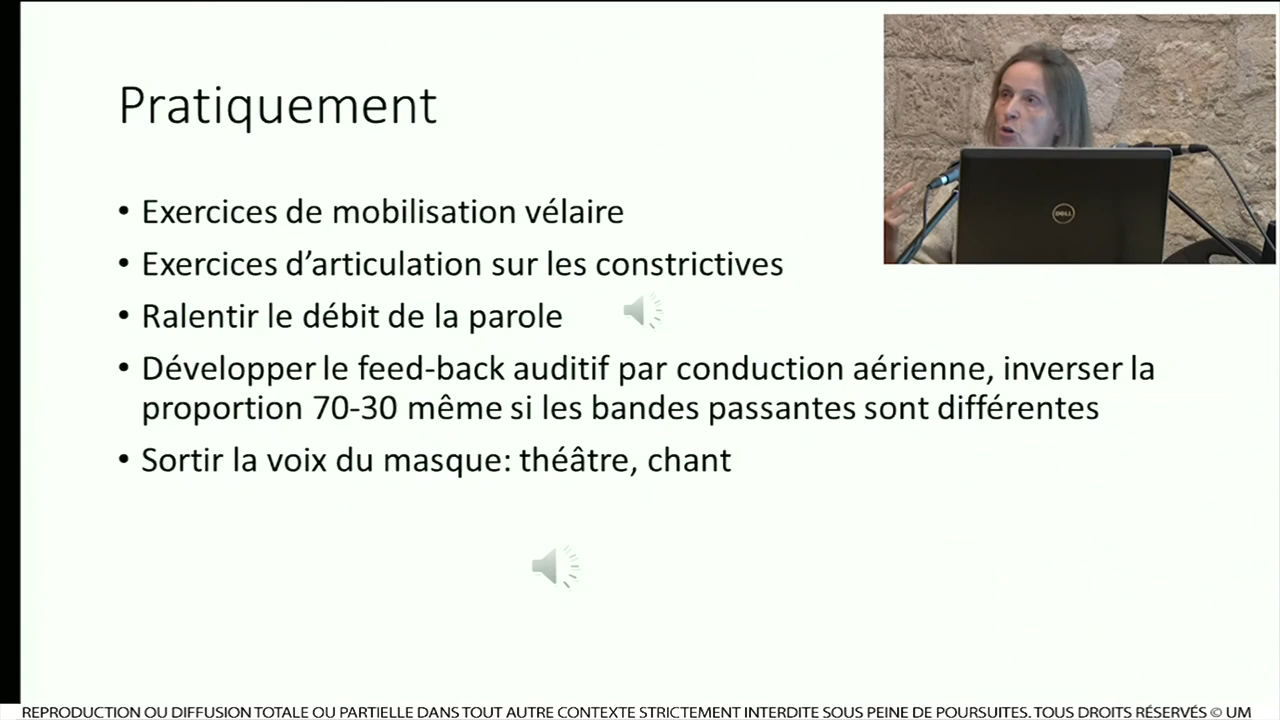 Pratiquement
• Exercices de mobilisation vélaire
• Exercices d’articulation sur les constrictives
• Ralentir le débit de la parole
• Développer le feed-back auditif par conduction aérienne, inverser la
proportion 70-30 même si les bandes passantes sont différentes
• Sortir la voix du masque: théâtre, chant
DELL
REPRODUCTION OU DIFFUSION TOTALE OU PARTIELLE DANS TOUT AUTRE CONTEXTE STRICTEMENT INTERDITE SOUS PEINE DE POURSUITES. TOUS DROITS RÉSERVÉS © UM